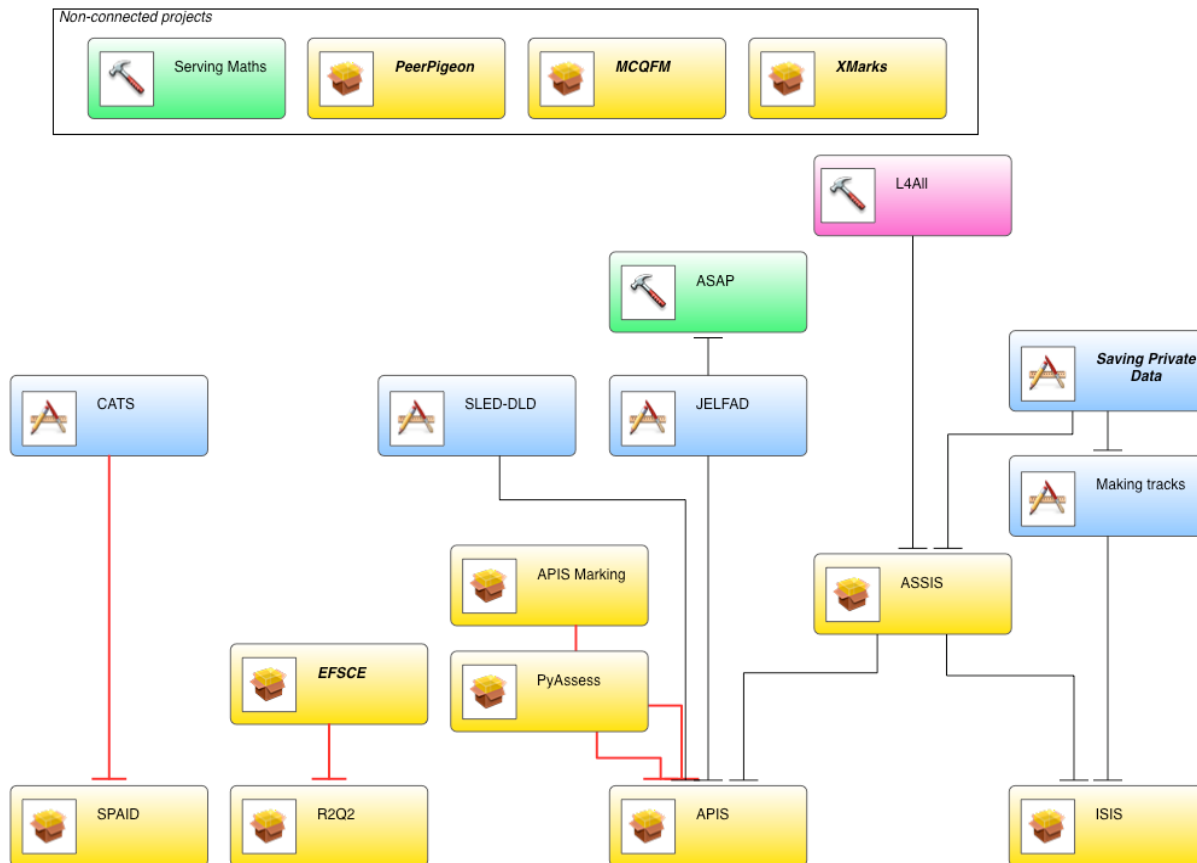 Non-connected projects
Serving Maths
PeerPigeon
MCQFM
XMarks
L4All
ASAP
Saving Private
Data
CATS
SLED-DLD
JELFAD
Making tracks
APIS Marking
ASSIS
EFSCE
PyAssess
SPAID
R2Q2
APIS
ISIS